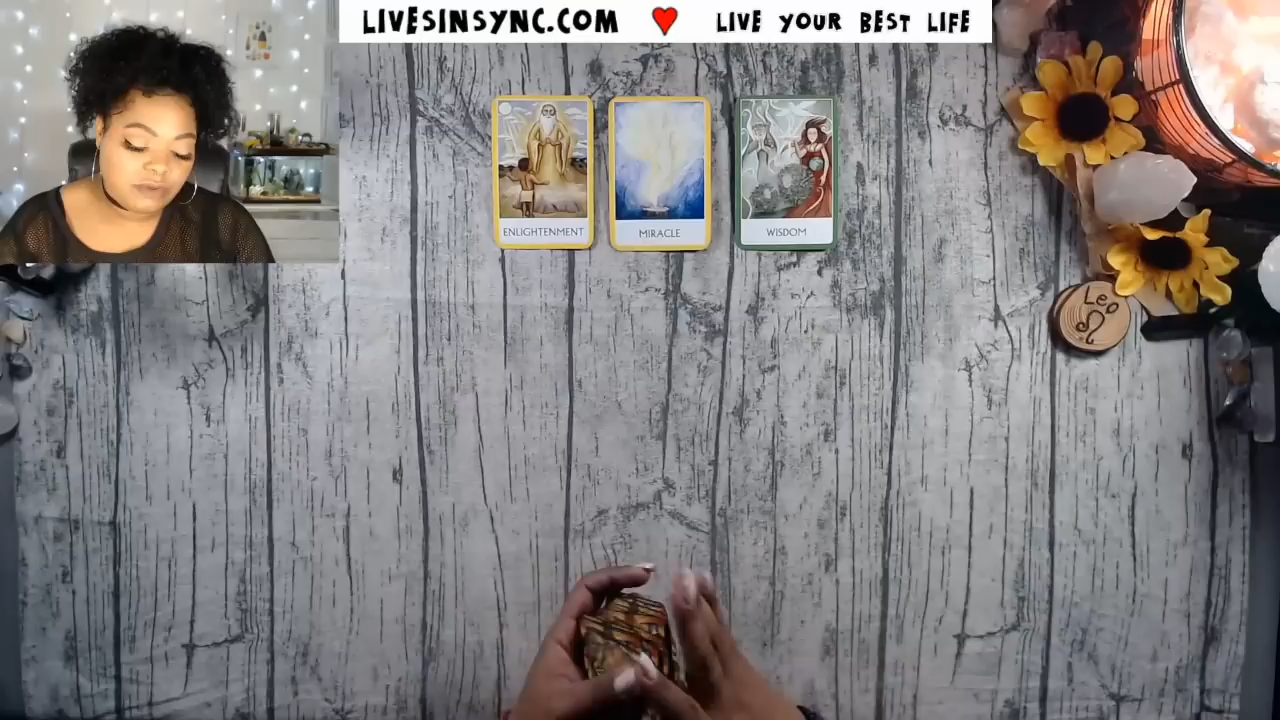 LIVESINSYNC.COM ❤ LIVE YOUR BEST LIFE
ENLIGHTENMENT
MIRACLE
WISDOM
Leo